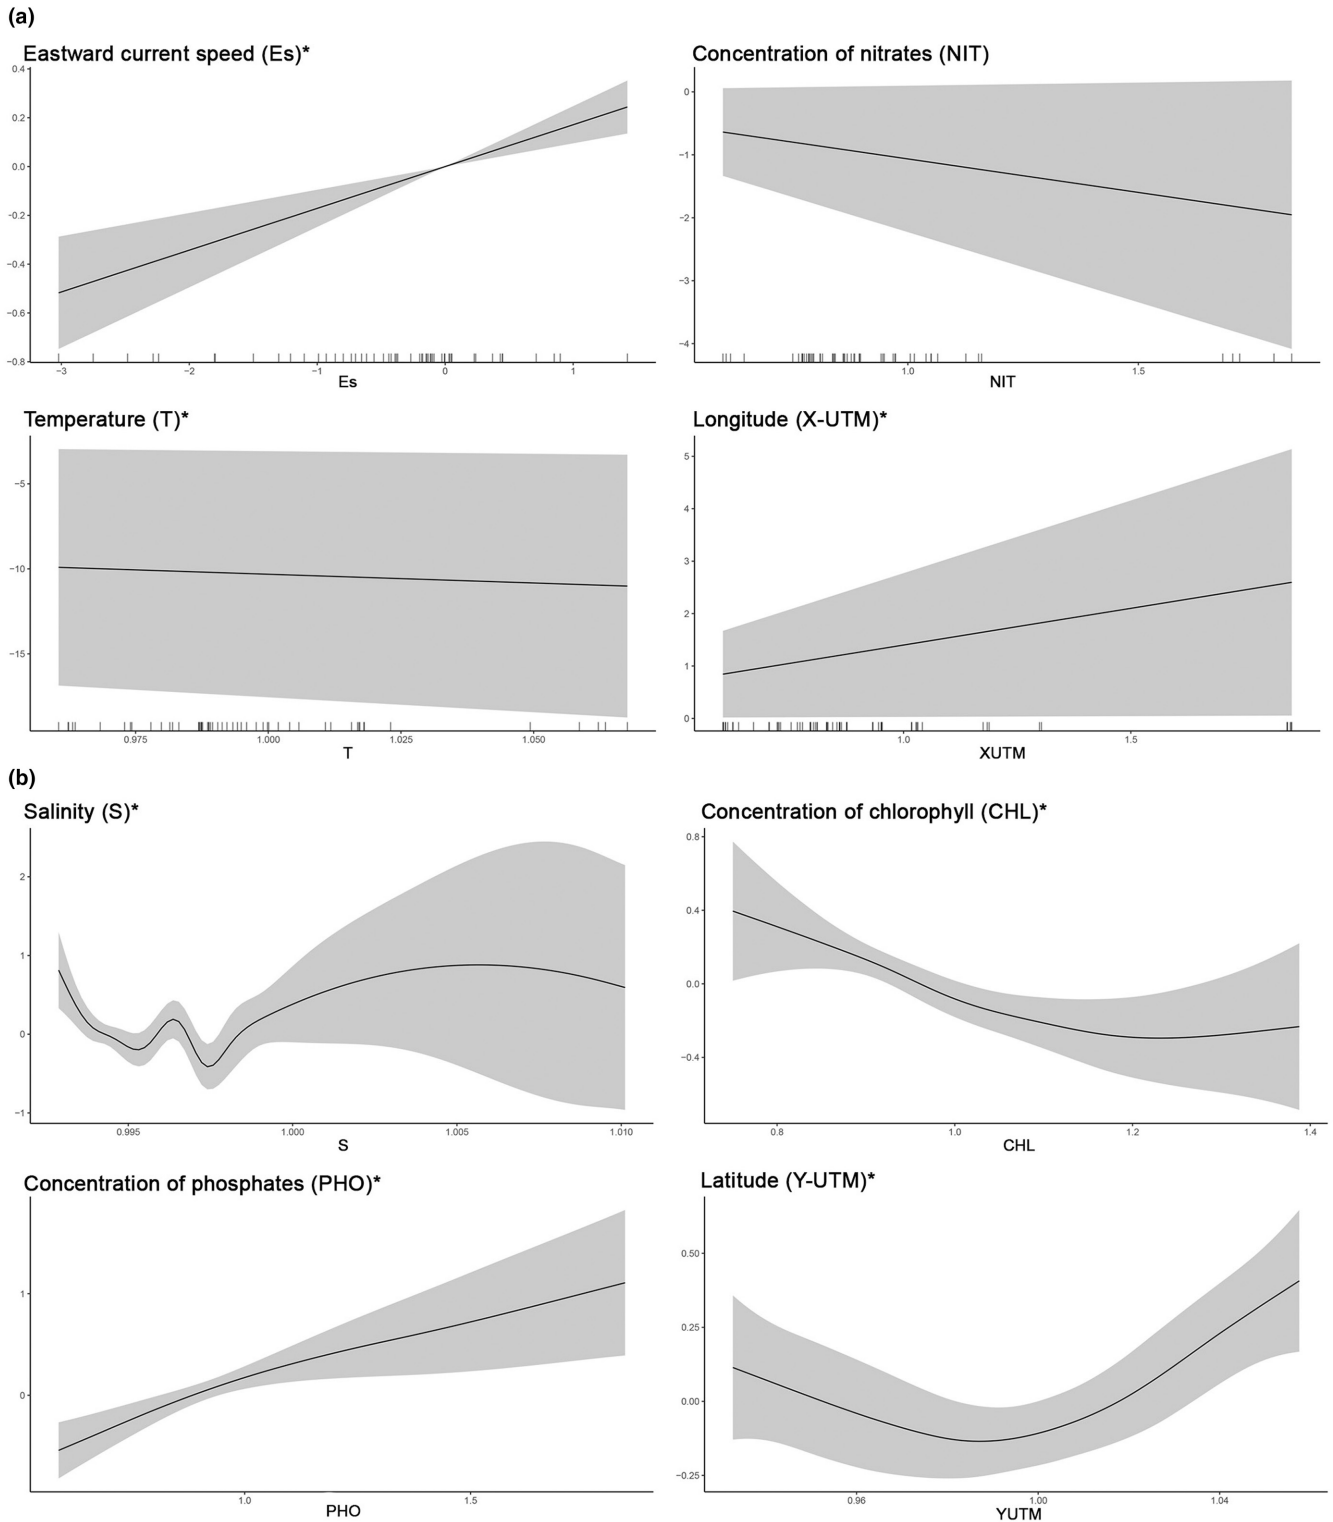 (a)
Eastward current speed (Es)*
0.4
0.2
0.0
−0.2
−0.4
−0.6
−0.8
−3 −2 −1 0 1
Es
Concentration of nitrates (NIT)
0
−1
−2
−3
−4
1.0 1.5
NIT
Temperature (T)*
−5
−10
−15
0.975 1.000 1.025 1.050
T
Longitude (X-UTM)*
5
4
3
2
1
0
1.0 1.5
XUTM
(b)
Salinity (S)*
2
1
0
−1
0.995 1.000 1.005 1.010
S
Concentration of chlorophyll (CHL)*
0.8
0.4
0.0
−0.4
0.8 1.0 1.2 1.4
CHL
Concentration of phosphates (PHO)*
1
0
1.0 1.5
PHO
Latitude (Y-UTM)*
0.50
0.25
0.00
−0.25
0.96 1.00 1.04
YUTM